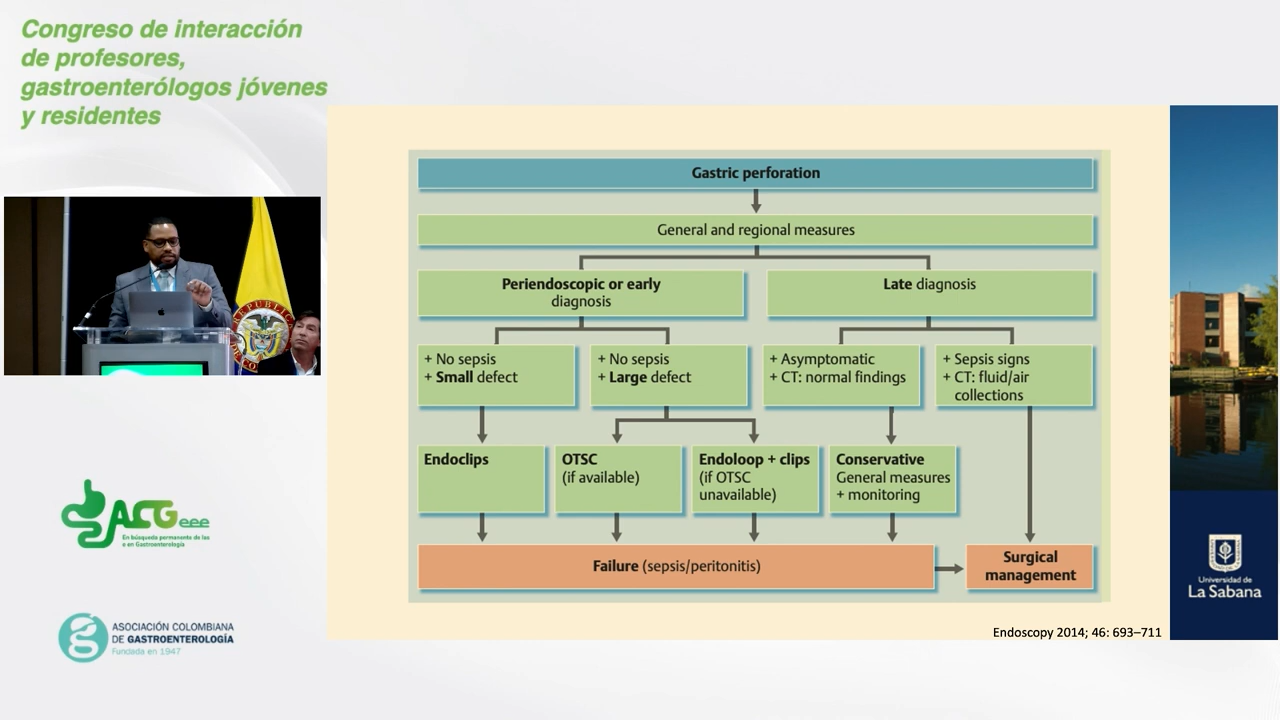 Congreso de interacción
de profesores,
gastroenterólogos jóvenes
y residentes
Gastric perforation
General and regional measures
Periendoscopic or early
diagnosis
Late diagnosis
+ No sepsis
+ Small defect
+ No sepsis
+ Large defect
+ Asymptomatic
+ CT: normal findings
+ Sepsis signs
+ CT: fluid/air
collections
Endoclips
OTSC
(if available)
Endoloop + clips
(if OTSC
unavailable)
Conservative
General measures
+ monitoring
Failure (sepsis/peritonitis)
Surgical
management
Endoscopy 2014; 46: 693–711
ACGeee
En búsqueda permanente de las
e en Gastroenterología
ASOCIACIÓN COLOMBIANA
DE GASTROENTEROLOGÍA
Fundada en 1947
Universidad de
La Sabana